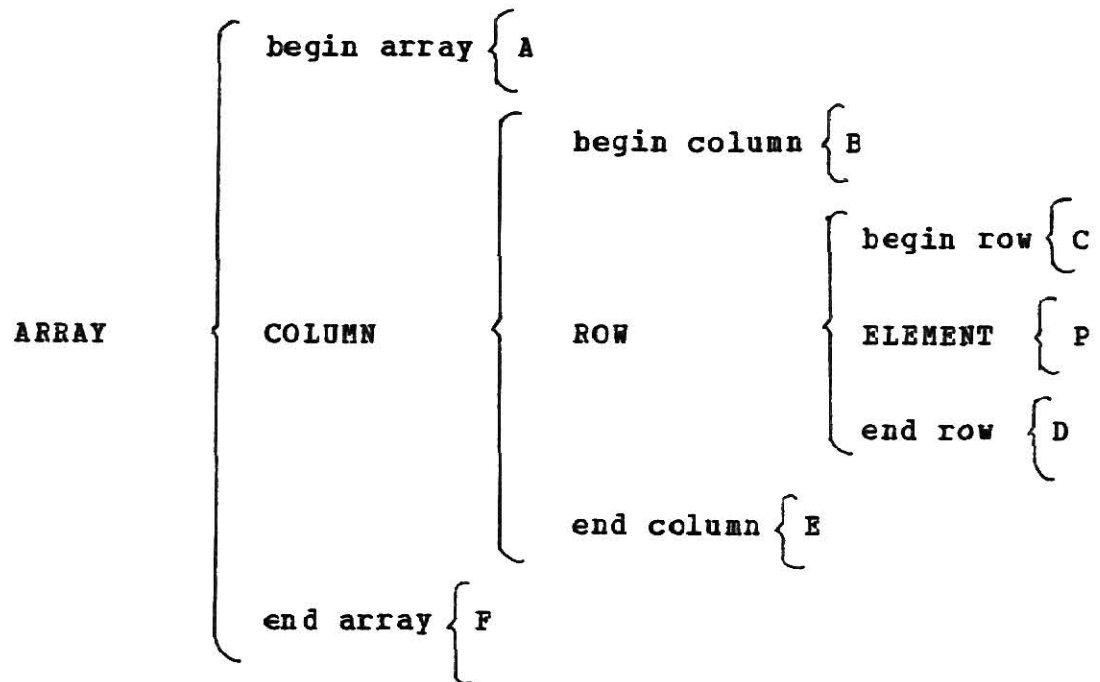 begin array { A
begin column { B
begin row { C
ARRAY { COLUMN { ROW { ELEMENT { P
end row { D
end column { E
end array { F